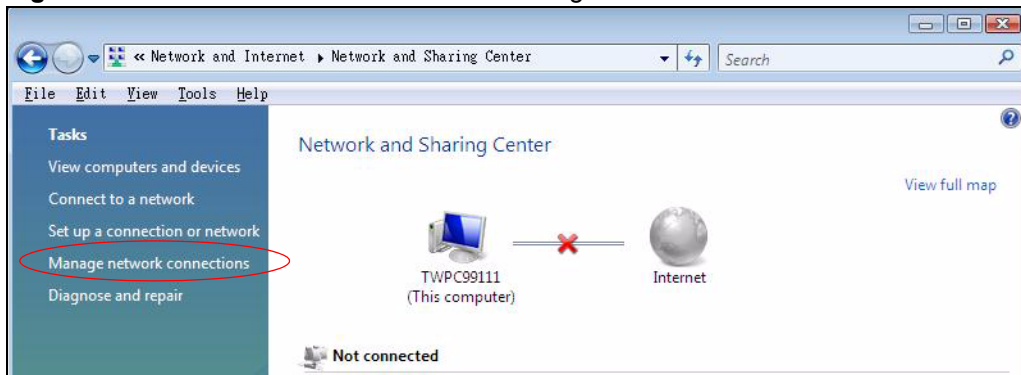 « Network and Internet ▸ Network and Sharing Center
Search
File Edit View Tools Help
Tasks
View computers and devices
Connect to a network
Set up a connection or network
Manage network connections
Diagnose and repair
Network and Sharing Center
View full map
TWPC99111
(This computer)
Internet
Not connected